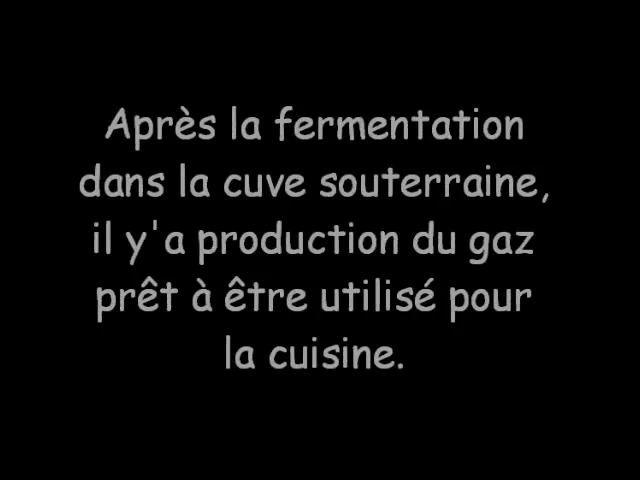 Après la fermentation
dans la cuve souterraine,
il y'a production du gaz
prêt à être utilisé pour
la cuisine.